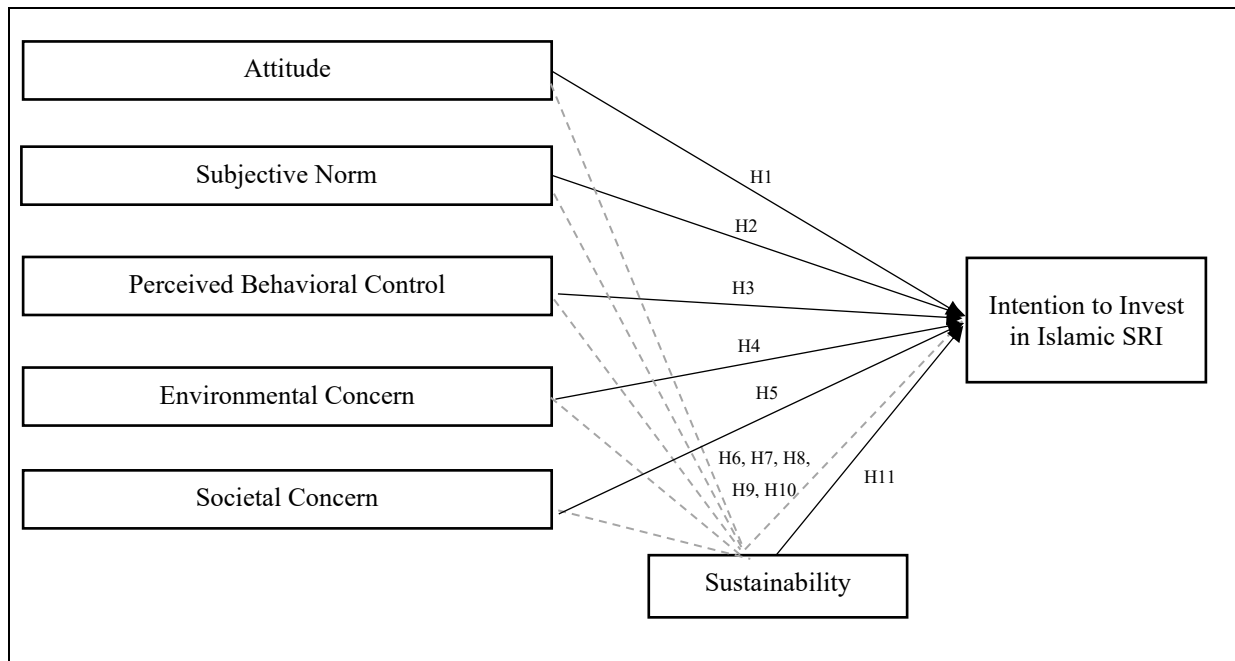 Attitude
Subjective Norm
H1
H2
Perceived Behavioral Control
H3
Intention to Invest
in Islamic SRI
H4
Environmental Concern
H5
H6, H7, H8,
H9, H10
H11
Societal Concern
Sustainability